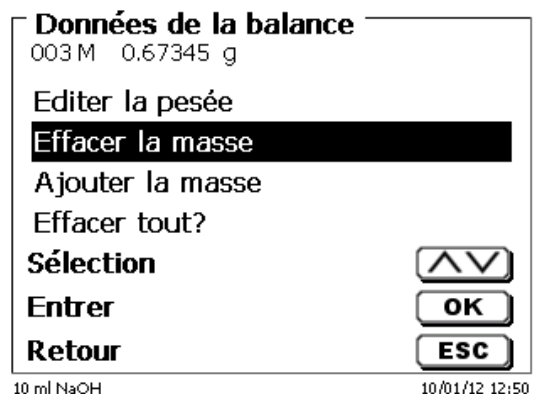 Données de la balance
003 M 0.67345 g
Editer la pesée
Effacer la masse
Ajouter la masse
Effacer tout?
Sélection
Entrer OK
Retour ESC
10 ml NaOH 10/01/12 12:50